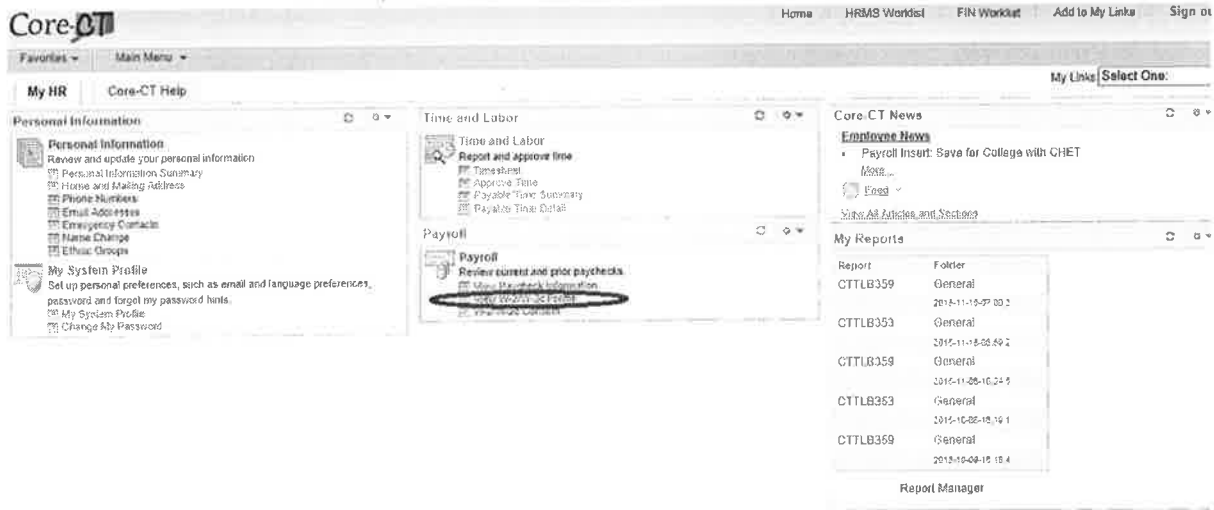 Core-CT
Home HRMS Worklist FIN Worklist Add to My Links Sign ou
Favorites Main Menu
My Links Select One:
My HR Core-CT Help
Personal Information
Personal Information
Review and update your personal information
Personal Information Summary
Home and Mailing Address
Phone Numbers
Email Addresses
Emergency Contacts
Name Change
Ethnic Groups
My System Profile
Set up personal preferences, such as email and language preferences,
password and forgot my password hints.
My System Profile
Change My Password
Time and Labor
Time and Labor
Report and approve time
Timesheet
Approve Time
Payable Time Summary
Payable Time Detail
Payroll
Payroll
Review current and prior paychecks.
View Paycheck Information
View W-2/W-2c Forms
Consent
Core-CT News
Employee News
• Payroll Insert: Save for College with CHET
More...
Feed
View All Articles and Sections
My Reports
Report Folder
CTTLB359 General
CTTLB353 General
CTTLB359 General
CTTLB353 General
CTTLB359 General
Report Manager